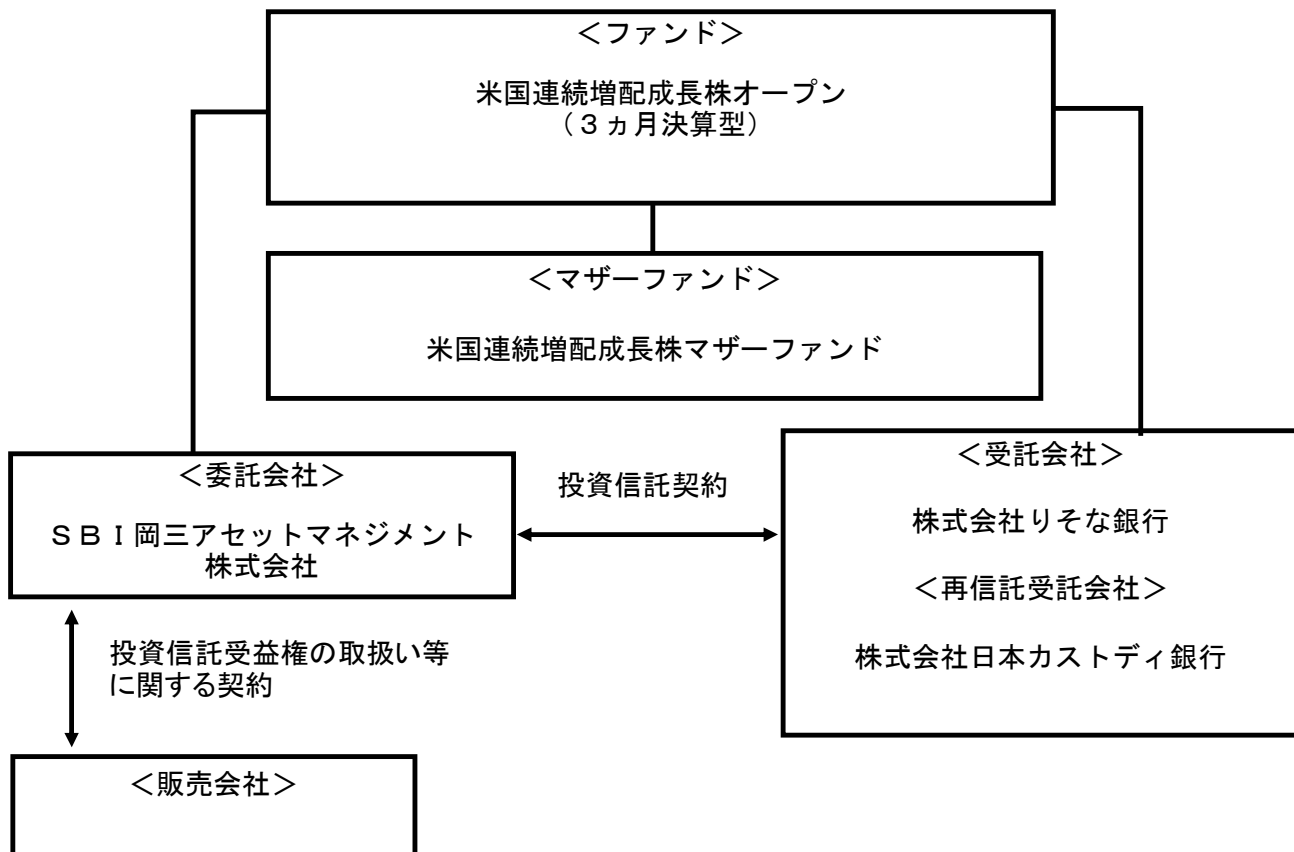 ＜ファンド＞
米国連続増配成長株オープン
（３ヵ月決算型）
＜マザーファンド＞
米国連続増配成長株マザーファンド
＜委託会社＞
ＳＢＩ岡三アセットマネジメント
株式会社
投資信託契約
＜受託会社＞
株式会社りそな銀行
＜再信託受託会社＞
株式会社日本カストディ銀行
投資信託受益権の取扱い等
に関する契約
＜販売会社＞